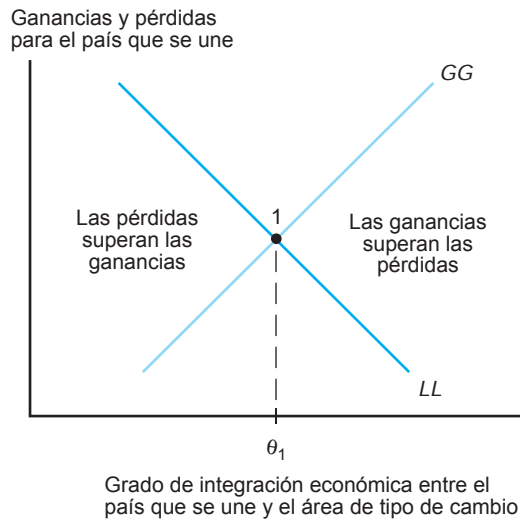 Ganancias y pérdidas
para el país que se une
GG
1
Las pérdidas
superan las
ganancias
Las ganancias
superan las
pérdidas
LL
θ1
Grado de integración económica entre el
país que se une y el área de tipo de cambio